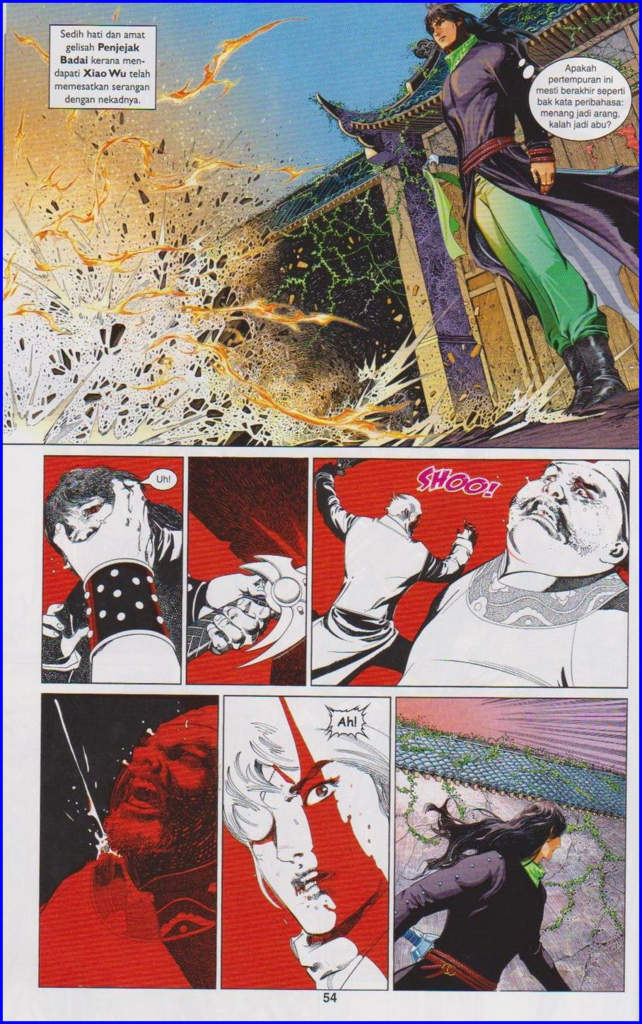 Sedih hati dan amat
gelisah Penjejak
Badai kerana men-
dapati Xiao Wu telah
memesatkan serangan
dengan nekadnya.
Apakah
pertempuran ini
mesti berakhir seperti
bak kata peribahasa:
menang jadi arang,
kalah jadi abu?
Uh!
SHOO!
Ah!
54